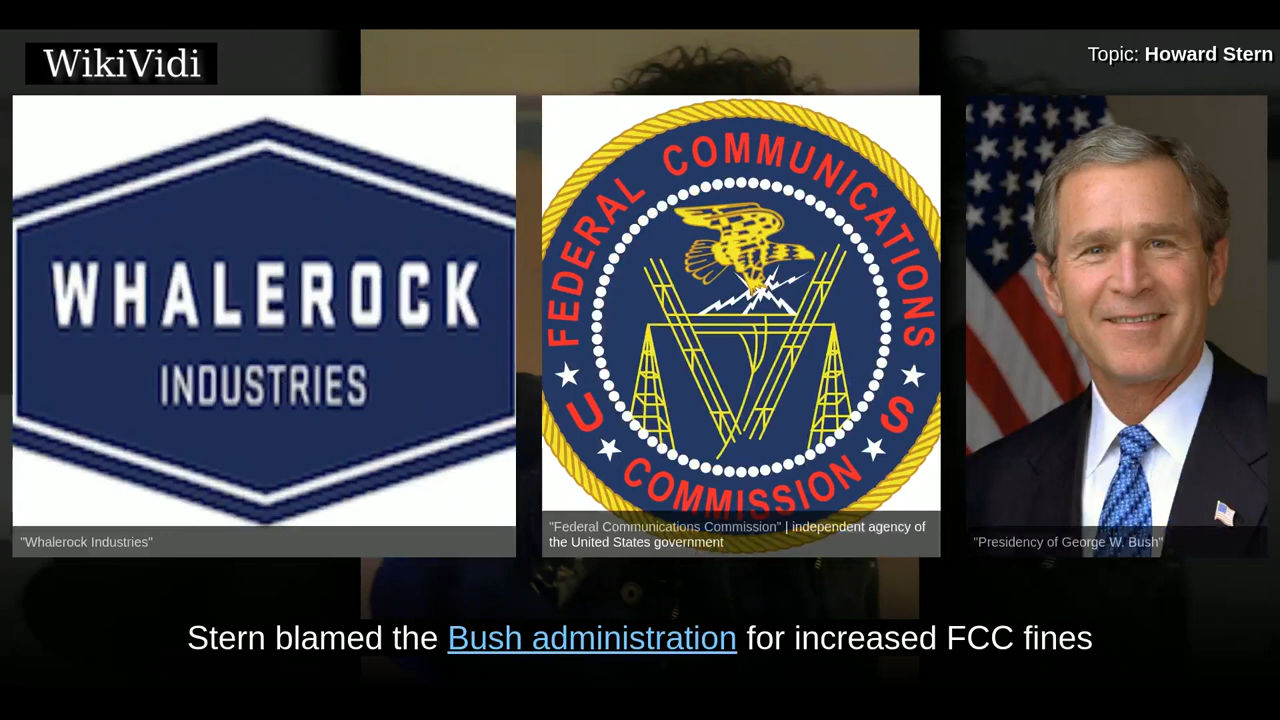 WikiVidi
Topic: Howard Stern
WHALEROCK
INDUSTRIES
"Whalerock Industries"
FEDERAL COMMUNICATIONS
U S
COMMISSION
"Federal Communications Commission" | independent agency of
the United States government
"Presidency of George W. Bush"
Stern blamed the Bush administration for increased FCC fines